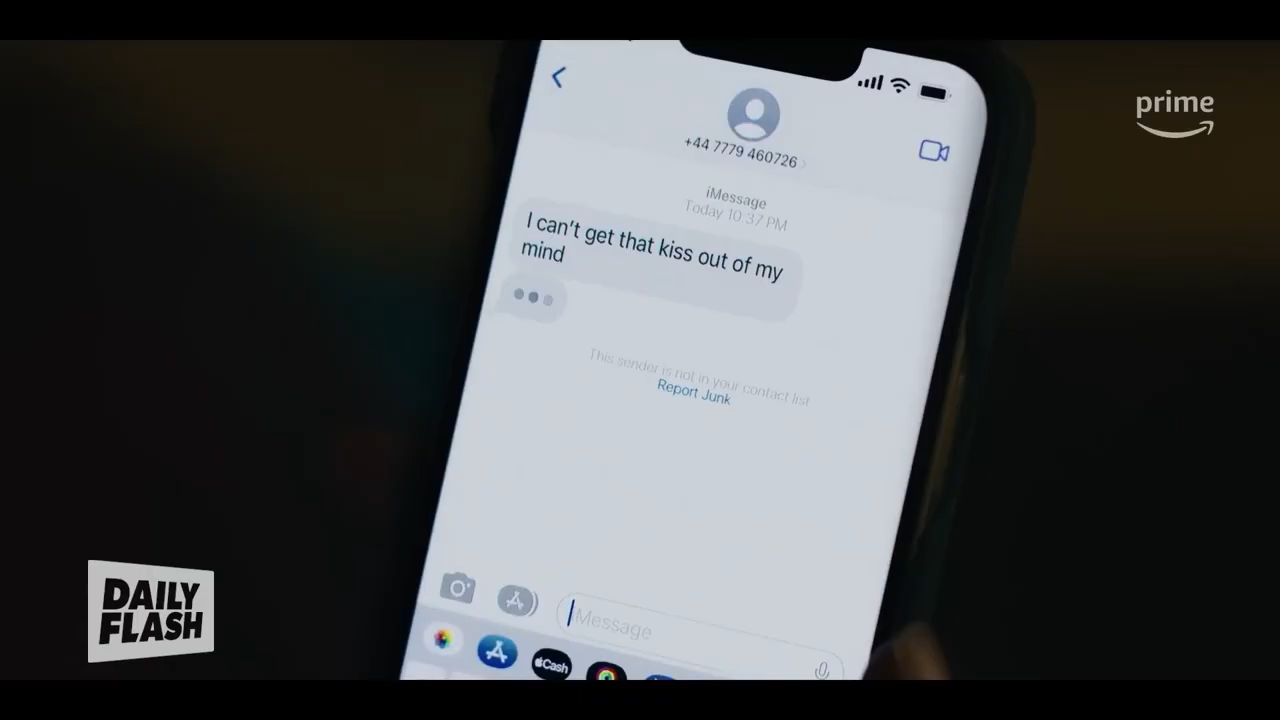 prime
+44 7779 460726
iMessage
Today 10:37 PM
I can't get that kiss out of my
mind
This sender is not in your contact list
Report Junk
Message
Cash
DAILY
FLASH